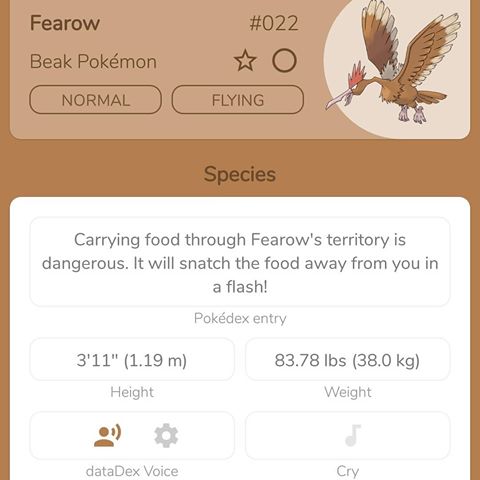 Fearow #022
Beak Pokémon
NORMAL FLYING
Species
Carrying food through Fearow's territory is
dangerous. It will snatch the food away from you in
a flash!
Pokédex entry
3'11" (1.19 m) 83.78 lbs (38.0 kg)
Height Weight
dataDex Voice Cry